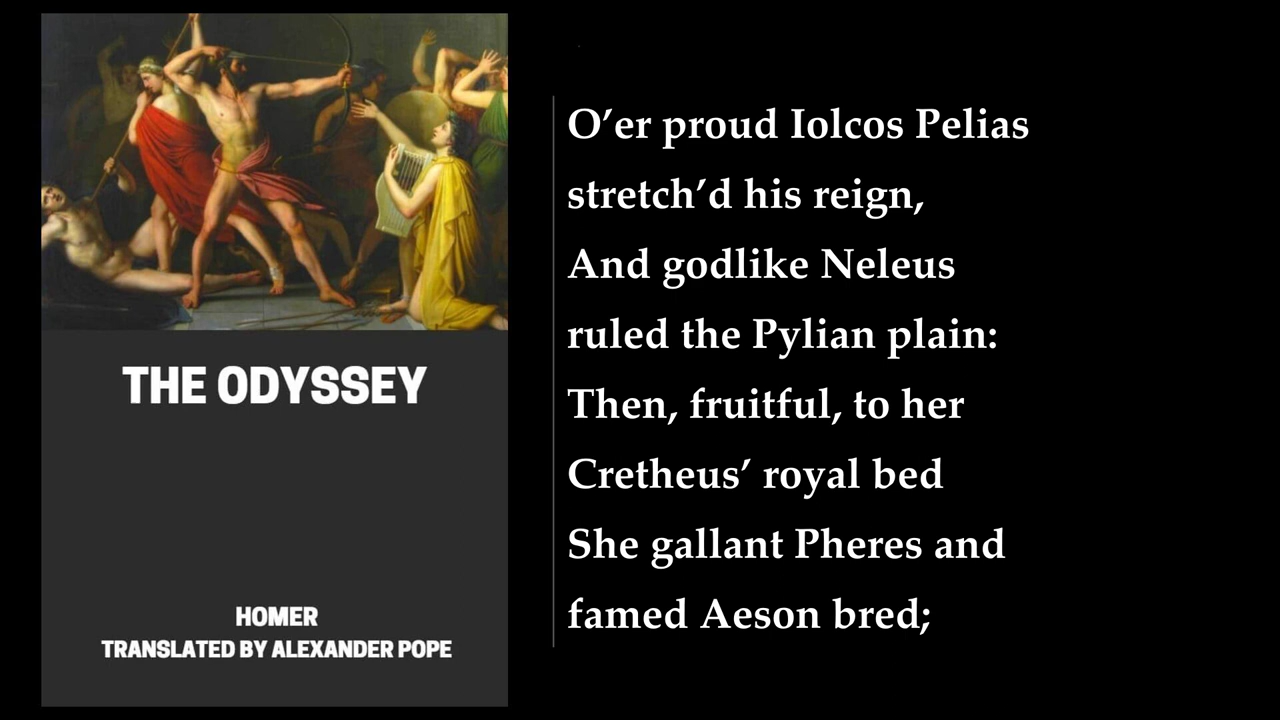 THE ODYSSEY
HOMER
TRANSLATED BY ALEXANDER POPE
O’er proud Iolcos Pelias
stretch’d his reign,
And godlike Neleus
ruled the Pylian plain:
Then, fruitful, to her
Cretheus’ royal bed
She gallant Pheres and
famed Aeson bred;